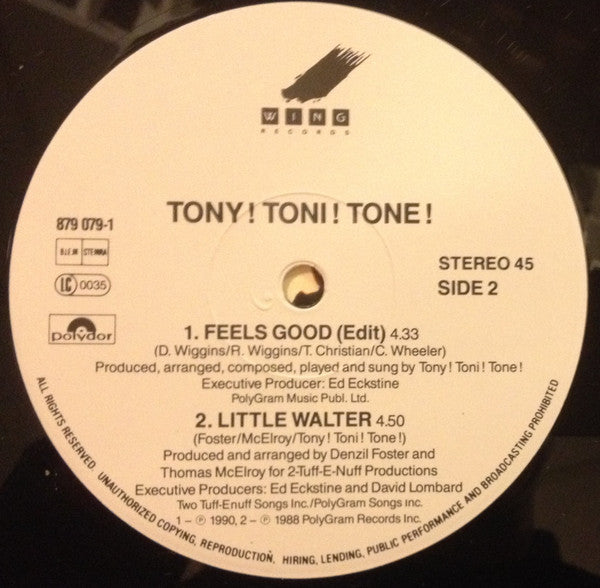 WING
RECORDS
TONY! TONI! TONE!
879 079-1
B.I.E.M STEMRA
LC 0035
polydor
STEREO 45
SIDE 2
1. FEELS GOOD (Edit) 4.33
(D. Wiggins/R. Wiggins/T. Christian/C. Wheeler)
Produced, arranged, composed, played and sung by Tony! Toni! Tone!
Executive Producer: Ed Eckstine
PolyGram Music Publ. Ltd.
2. LITTLE WALTER 4.50
(Foster/McElroy/Tony! Toni! Tone!)
Produced and arranged by Denzil Foster and
Thomas McElroy for 2-Tuff-E-Nuff Productions
Executive Producers: Ed Eckstine and David Lombard
Two Tuff-Enuff Songs Inc./PolyGram Songs inc.
1 – ℗ 1990, 2 – ℗ 1988 PolyGram Records Inc.
ALL RIGHTS RESERVED. UNAUTHORIZED COPYING, REPRODUCTION, HIRING, LENDING, PUBLIC PERFORMANCE AND BROADCASTING PROHIBITED